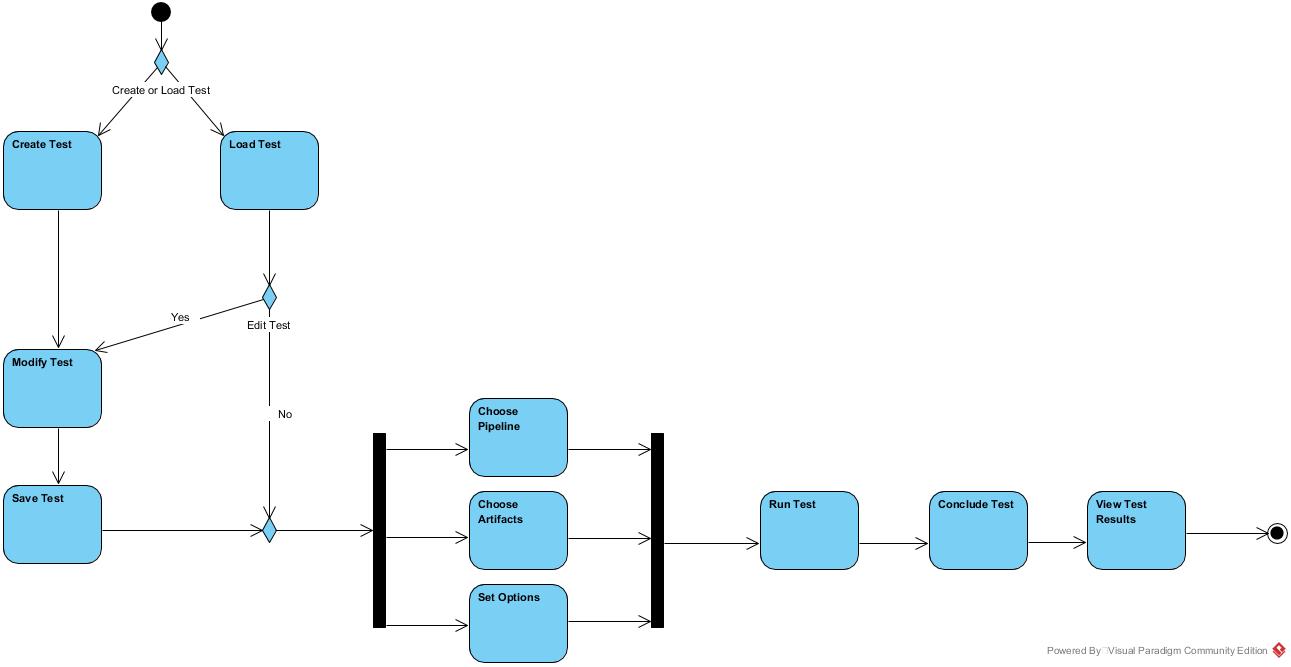 Create or Load Test
Create Test
Load Test
Yes
Edit Test
Modify Test
No
Choose
Pipeline
Save Test
Choose
Artifacts
Run Test
Conclude Test
View Test
Results
Set Options
Powered By Visual Paradigm Community Edition